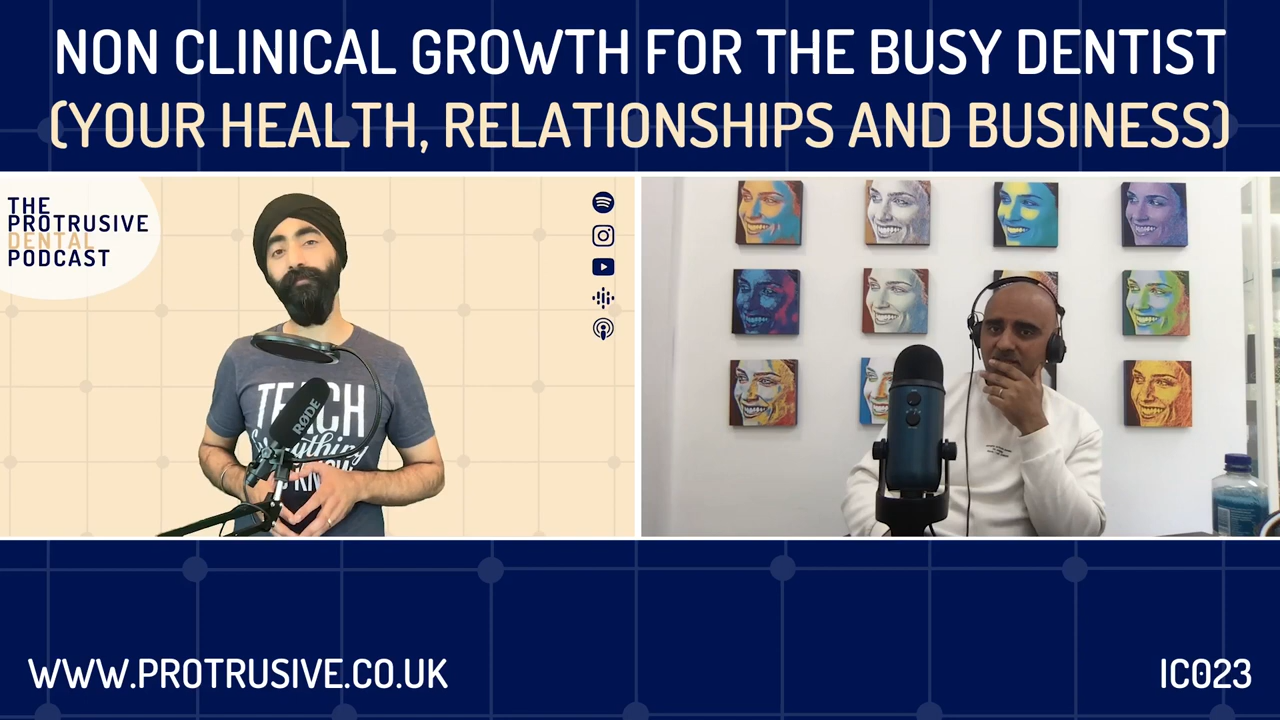 NON CLINICAL GROWTH FOR THE BUSY DENTIST
(YOUR HEALTH, RELATIONSHIPS AND BUSINESS)
THE
PROTRUSIVE
DENTAL
PODCAST
TEACH
RØDE
WWW.PROTRUSIVE.CO.UK
IC023